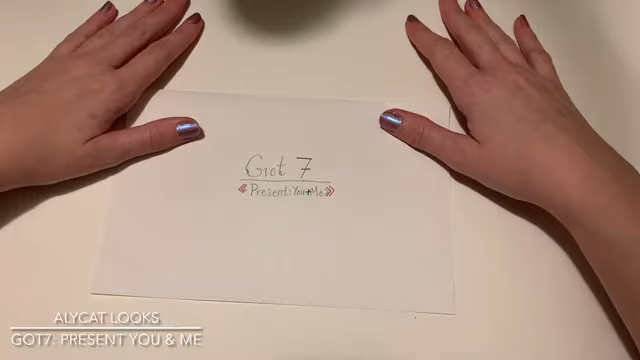 Got 7
《 Present: You+Me 》
ALYCAT LOOKS
GOT7: PRESENT YOU & ME